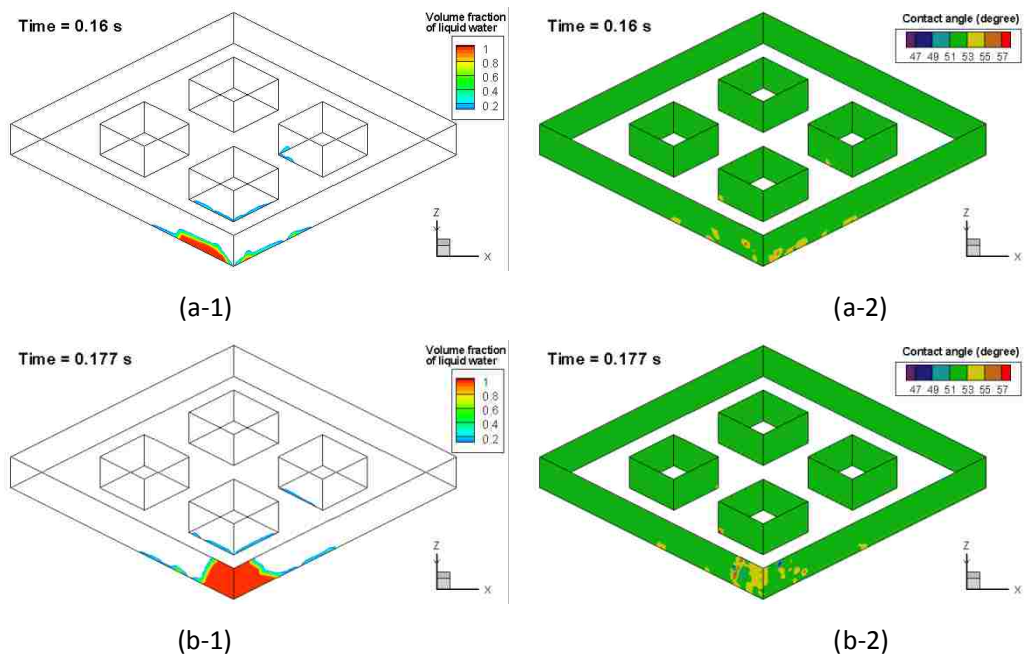 Time = 0.16 s
Volume fraction
of liquid water
1
0.8
0.6
0.4
0.2
Z
X
(a-1)
Time = 0.16 s
Contact angle (degree)
47 49 51 53 55 57
Z
X
(a-2)
Time = 0.177 s
Volume fraction
of liquid water
1
0.8
0.6
0.4
0.2
Z
X
(b-1)
Time = 0.177 s
Contact angle (degree)
47 49 51 53 55 57
Z
X
(b-2)